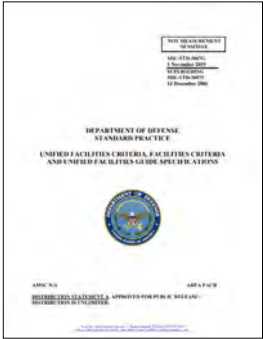 NOT MEASUREMENT
SENSITIVE
MIL-STD-3007G
1 November 2019
SUPERSEDING
MIL-STD-3007F
13 December 2006
DEPARTMENT OF DEFENSE
STANDARD PRACTICE
UNIFIED FACILITIES CRITERIA, FACILITIES CRITERIA
AND UNIFIED FACILITIES GUIDE SPECIFICATIONS
AMSC N/A
AREA FACR
DISTRIBUTION STATEMENT A. APPROVED FOR PUBLIC RELEASE:
DISTRIBUTION IS UNLIMITED.